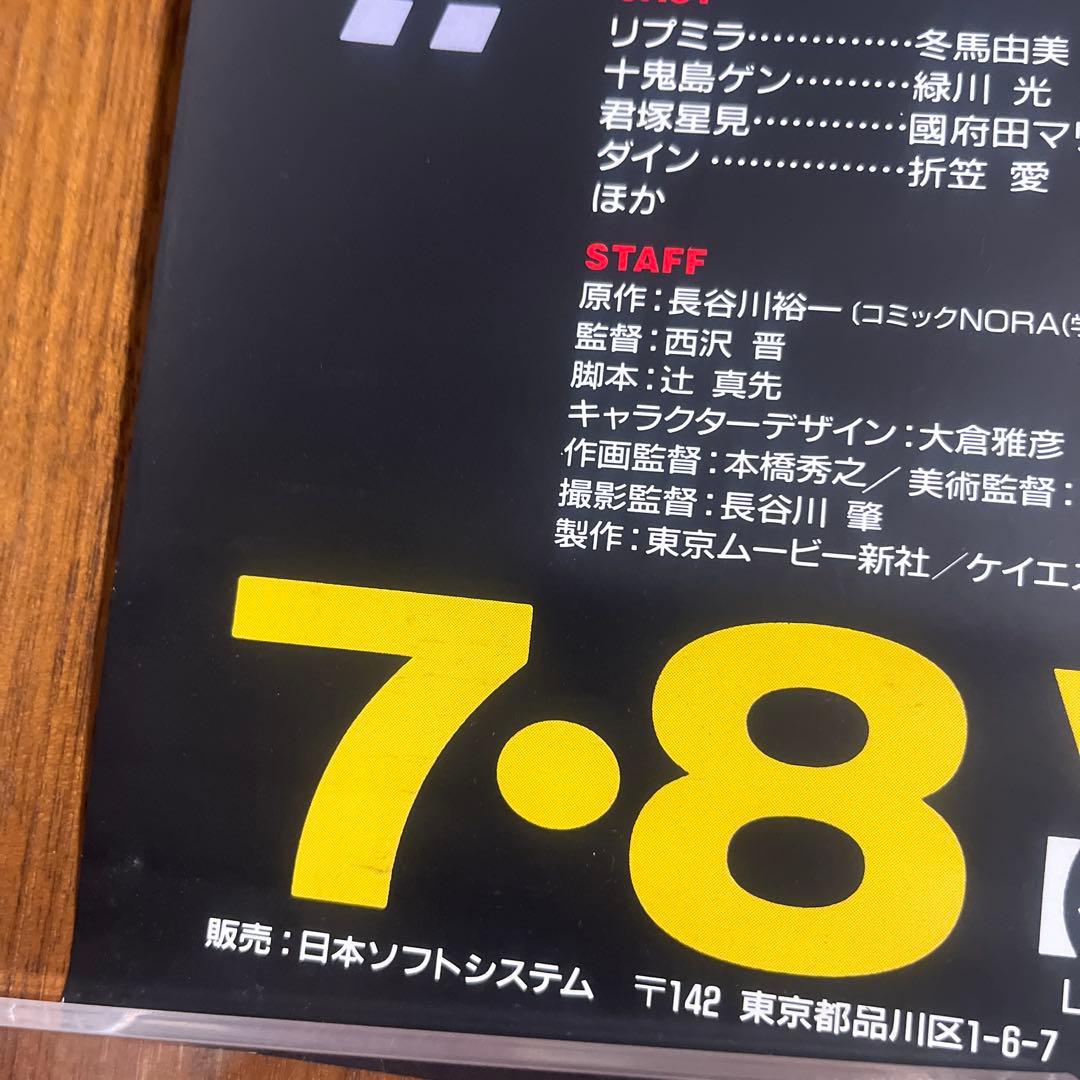 CAST
リプミラ……………冬馬由美
十鬼島ゲン………緑川 光
君塚星見…………國府田マリ
ダイン……………折笠 愛
ほか
STAFF
原作：長谷川裕一（コミックNORA(学
監督：西沢 晋
脚本：辻 真先
キャラクターデザイン：大倉雅彦
作画監督：本橋秀之／美術監督：
撮影監督：長谷川 肇
製作：東京ムービー新社／ケイエス
7・8
販売：日本ソフトシステム 〒142 東京都品川区1-6-7